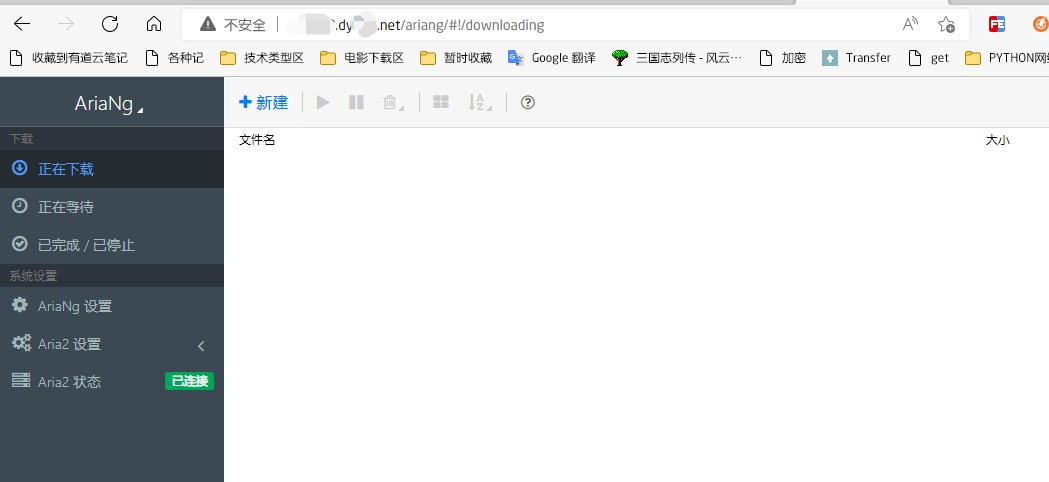 不安全 .dy .net/ariang/#!/downloading
收藏到有道云笔记 各种记 技术类型区 电影下载区 暂时收藏 Google 翻译 三国志列传 - 风云… 加密 Transfer get PYTHON网络
AriaNg
新建
下载
文件名 大小
正在下载
正在等待
已完成 / 已停止
系统设置
AriaNg 设置
Aria2 设置
Aria2 状态 已连接